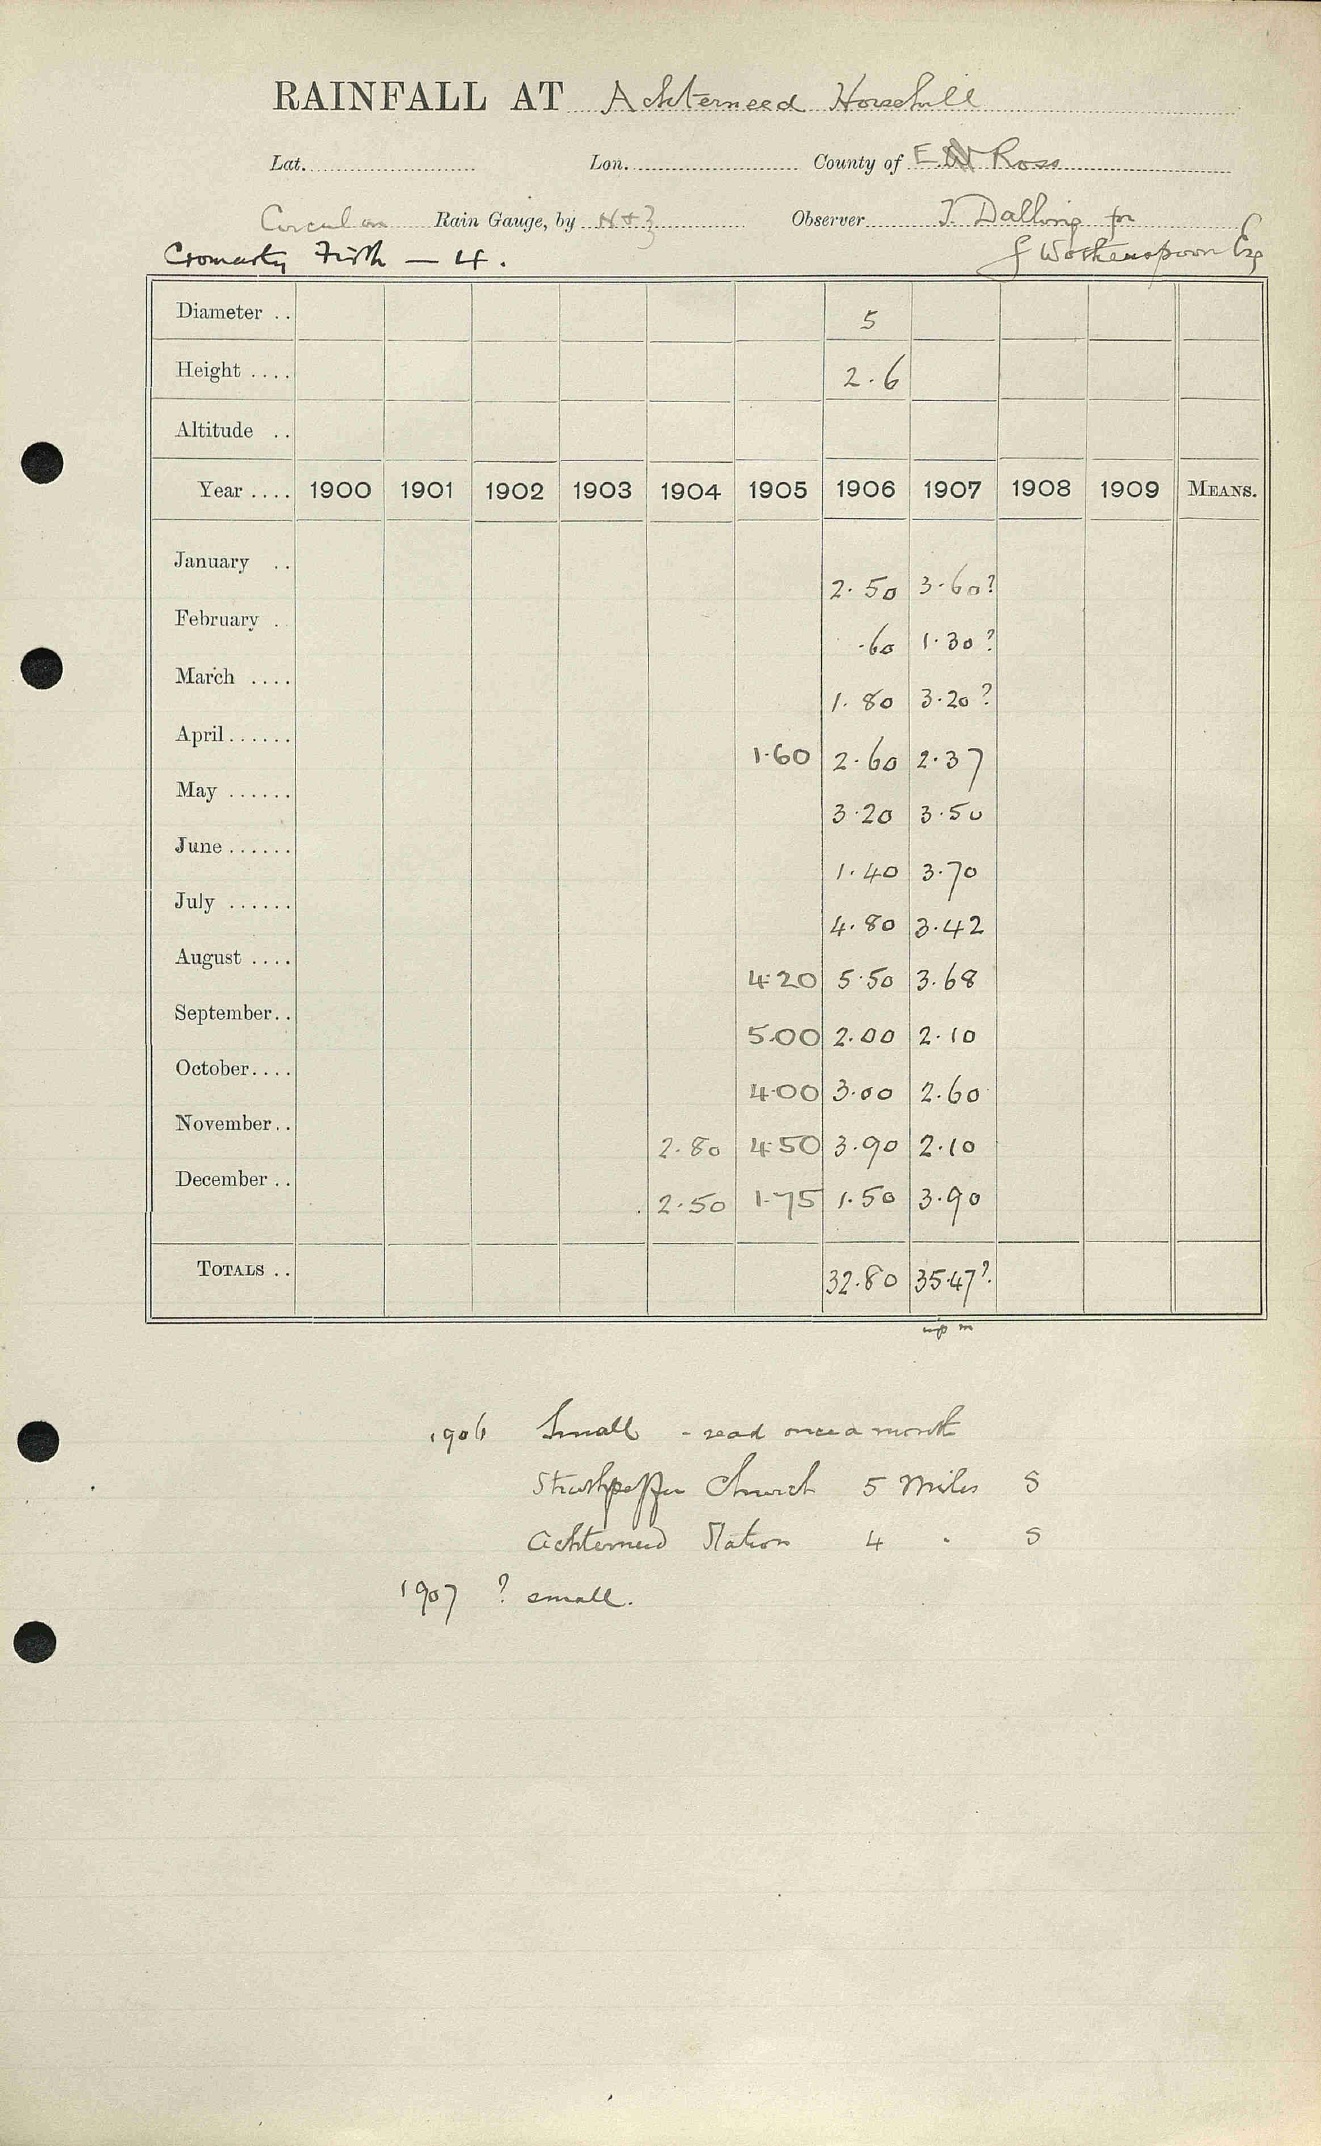 RAINFALL AT Achterneed Horsehill
Lat. Lon. County of E. Ross
Circular Rain Gauge, by N & Z Observer J. Dalling for
Cromarty Firth — 4. J Wotherspoon Esq
Diameter .. 5
Height .... 2.6
Altitude ..
Year .... 1900 1901 1902 1903 1904 1905 1906 1907 1908 1909 MEANS.
January .. 2.50 3.60?
February . .60 1.30?
March .... 1.80 3.20?
April...... 1.60 2.60 2.37
May ...... 3.20 3.50
June ...... 1.40 3.70
July ...... 4.80 3.42
August .... 4.20 5.50 3.68
September.. 5.00 2.00 2.10
October.... 4.00 3.00 2.60
November.. 2.80 4.50 3.90 2.10
December .. 2.50 1.75 1.50 3.90
TOTALS .. 32.80 35.47?
1906 Small - read once a month
Strathpeffer Church 5 Miles S
Achterneed Station 4 " S
1907 ? small.